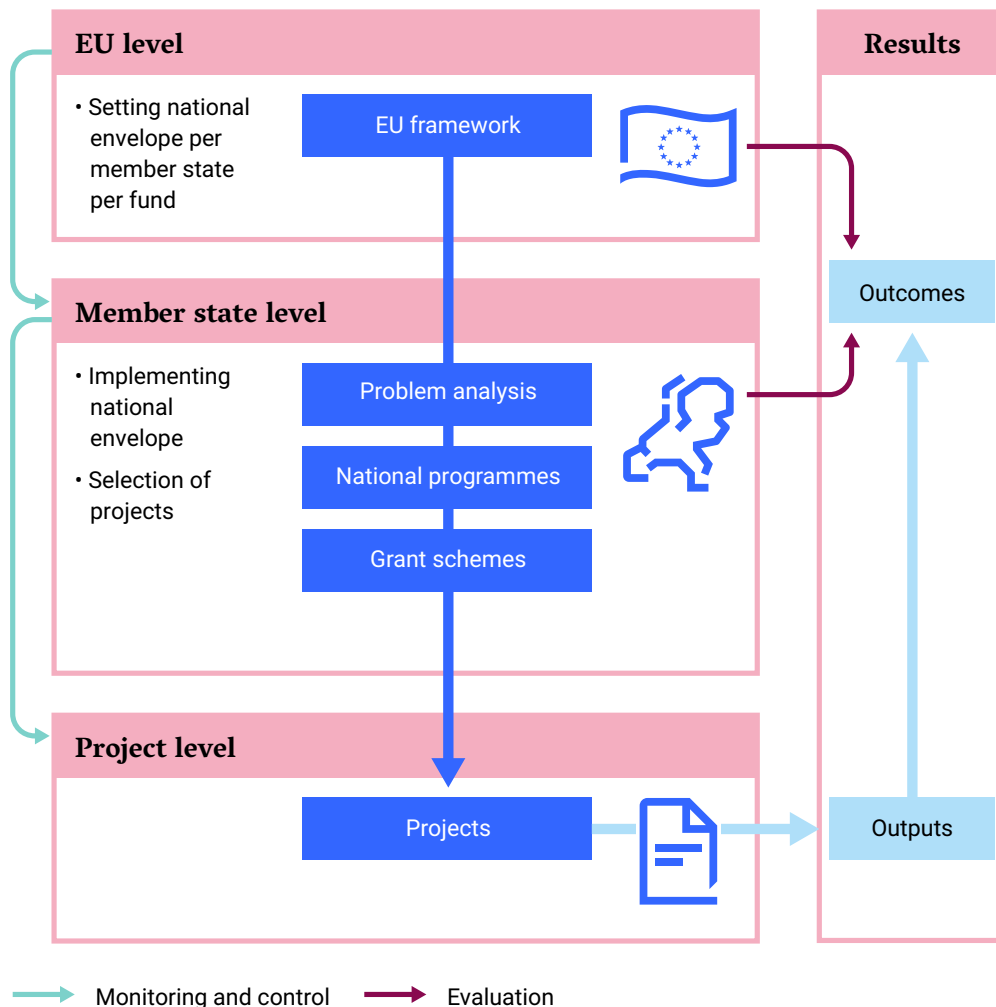 EU level
• Setting national
envelope per
member state
per fund
EU framework
Member state level
• Implementing
national
envelope
• Selection of
projects
Problem analysis
National programmes
Grant schemes
Project level
Projects
Results
Outcomes
Outputs
Monitoring and control
Evaluation